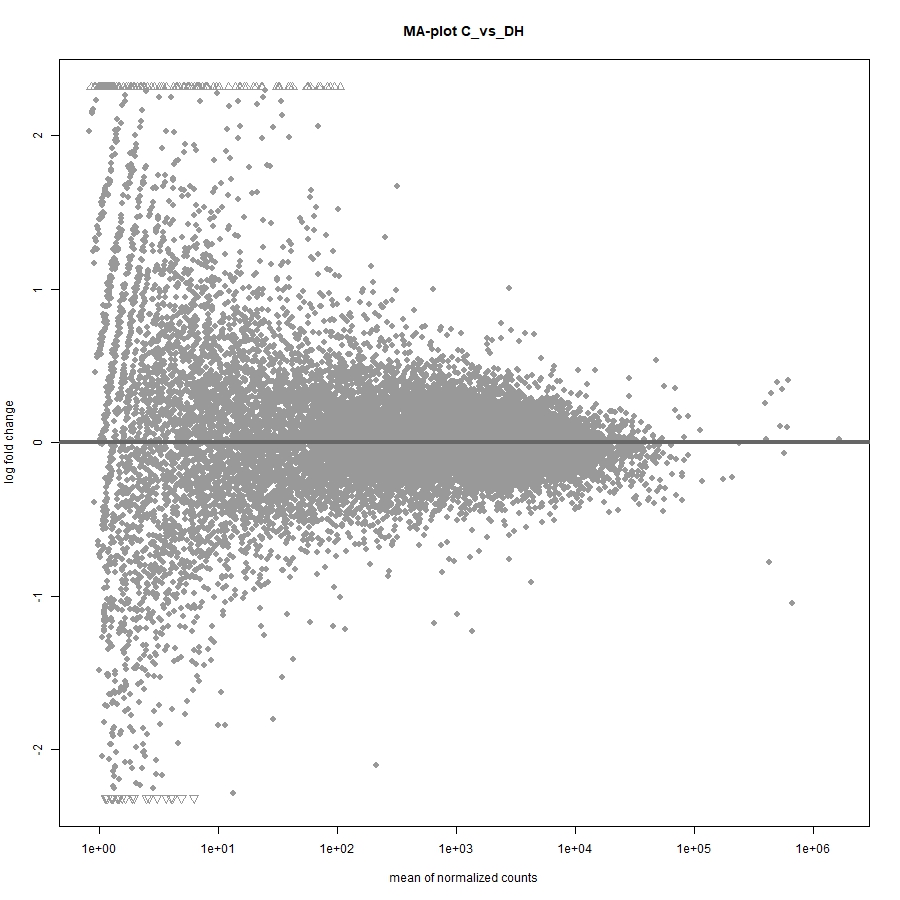 MA-plot C_vs_DH
log fold change
2
1
0
-1
-2
1e+00 1e+01 1e+02 1e+03 1e+04 1e+05 1e+06
mean of normalized counts